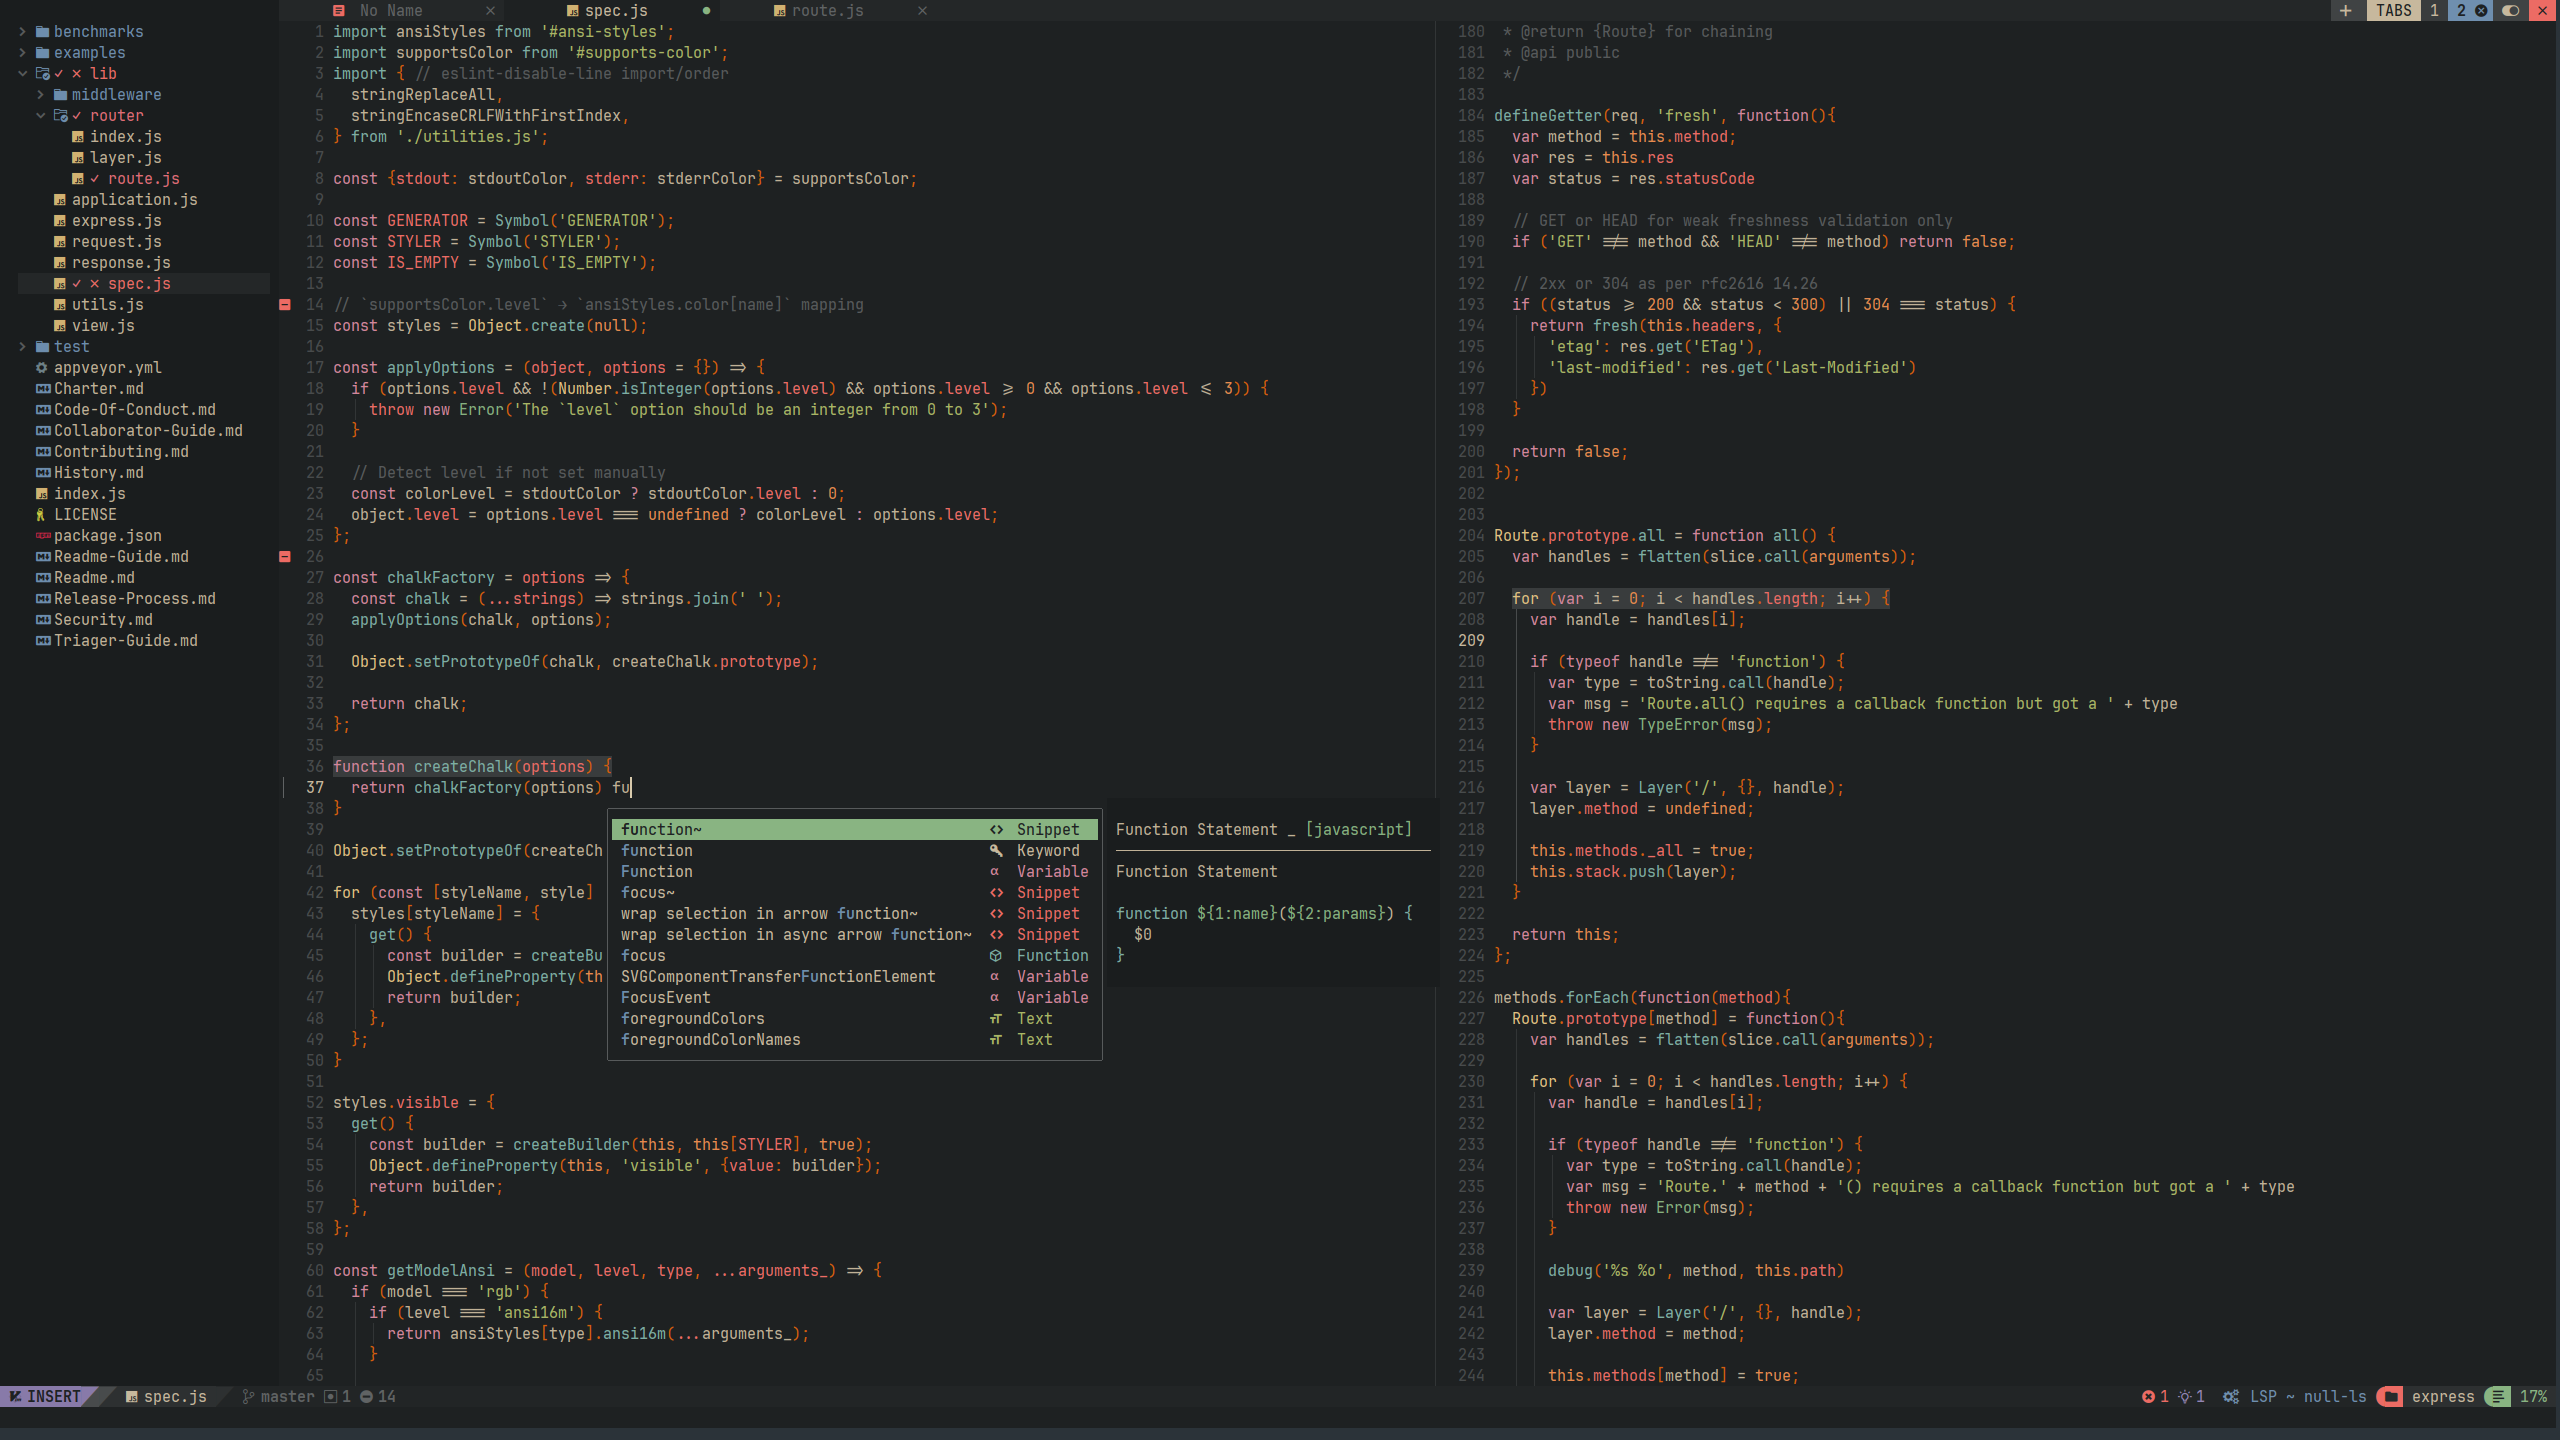 No Name
spec.js
route.js
TABS 1 2
benchmarks
examples
lib
middleware
router
index.js
layer.js
route.js
application.js
express.js
request.js
response.js
spec.js
utils.js
view.js
test
appveyor.yml
Charter.md
Code-Of-Conduct.md
Collaborator-Guide.md
Contributing.md
History.md
index.js
LICENSE
package.json
Readme-Guide.md
Readme.md
Release-Process.md
Security.md
Triager-Guide.md
1 import ansiStyles from '#ansi-styles';
2 import supportsColor from '#supports-color';
3 import { // eslint-disable-line import/order
4   stringReplaceAll,
5   stringEncaseCRLFWithFirstIndex,
6 } from './utilities.js';
7
8 const {stdout: stdoutColor, stderr: stderrColor} = supportsColor;
9
10 const GENERATOR = Symbol('GENERATOR');
11 const STYLER = Symbol('STYLER');
12 const IS_EMPTY = Symbol('IS_EMPTY');
13
14 // `supportsColor.level` → `ansiStyles.color[name]` mapping
15 const styles = Object.create(null);
16
17 const applyOptions = (object, options = {}) => {
18   if (options.level && !(Number.isInteger(options.level) && options.level >= 0 && options.level <= 3)) {
19     throw new Error('The `level` option should be an integer from 0 to 3');
20   }
21
22   // Detect level if not set manually
23   const colorLevel = stdoutColor ? stdoutColor.level : 0;
24   object.level = options.level === undefined ? colorLevel : options.level;
25 };
26
27 const chalkFactory = options => {
28   const chalk = (...strings) => strings.join(' ');
29   applyOptions(chalk, options);
30
31   Object.setPrototypeOf(chalk, createChalk.prototype);
32
33   return chalk;
34 };
35
36 function createChalk(options) {
37   return chalkFactory(options) fu
38 }
39
40 Object.setPrototypeOf(createCh
41
42 for (const [styleName, style]
43   styles[styleName] = {
44     get() {
45       const builder = createBu
46       Object.defineProperty(th
47       return builder;
48     },
49   };
50 }
51
52 styles.visible = {
53   get() {
54     const builder = createBuilder(this, this[STYLER], true);
55     Object.defineProperty(this, 'visible', {value: builder});
56     return builder;
57   },
58 };
59
60 const getModelAnsi = (model, level, type, ...arguments_) => {
61   if (model === 'rgb') {
62     if (level === 'ansi16m') {
63       return ansiStyles[type].ansi16m(...arguments_);
64     }
65
function~ Snippet
function Keyword
Function Variable
focus~ Snippet
wrap selection in arrow function~ Snippet
wrap selection in async arrow function~ Snippet
focus Function
SVGComponentTransferFunctionElement Variable
FocusEvent Variable
foregroundColors Text
foregroundColorNames Text
Function Statement _ [javascript]
Function Statement
function ${1:name}(${2:params}) {
  $0
}
180  * @return {Route} for chaining
181  * @api public
182  */
183
184 defineGetter(req, 'fresh', function(){
185   var method = this.method;
186   var res = this.res
187   var status = res.statusCode
188
189   // GET or HEAD for weak freshness validation only
190   if ('GET' !== method && 'HEAD' !== method) return false;
191
192   // 2xx or 304 as per rfc2616 14.26
193   if ((status >= 200 && status < 300) || 304 === status) {
194     return fresh(this.headers, {
195       'etag': res.get('ETag'),
196       'last-modified': res.get('Last-Modified')
197     })
198   }
199
200   return false;
201 });
202
203
204 Route.prototype.all = function all() {
205   var handles = flatten(slice.call(arguments));
206
207   for (var i = 0; i < handles.length; i++) {
208     var handle = handles[i];
209
210     if (typeof handle !== 'function') {
211       var type = toString.call(handle);
212       var msg = 'Route.all() requires a callback function but got a ' + type
213       throw new TypeError(msg);
214     }
215
216     var layer = Layer('/', {}, handle);
217     layer.method = undefined;
218
219     this.methods._all = true;
220     this.stack.push(layer);
221   }
222
223   return this;
224 };
225
226 methods.forEach(function(method){
227   Route.prototype[method] = function(){
228     var handles = flatten(slice.call(arguments));
229
230     for (var i = 0; i < handles.length; i++) {
231       var handle = handles[i];
232
233       if (typeof handle !== 'function') {
234         var type = toString.call(handle);
235         var msg = 'Route.' + method + '() requires a callback function but got a ' + type
236         throw new Error(msg);
237       }
238
239       debug('%s %o', method, this.path)
240
241       var layer = Layer('/', {}, handle);
242       layer.method = method;
243
244       this.methods[method] = true;
INSERT spec.js master 1 14
1 1 LSP ~ null-ls express 17%